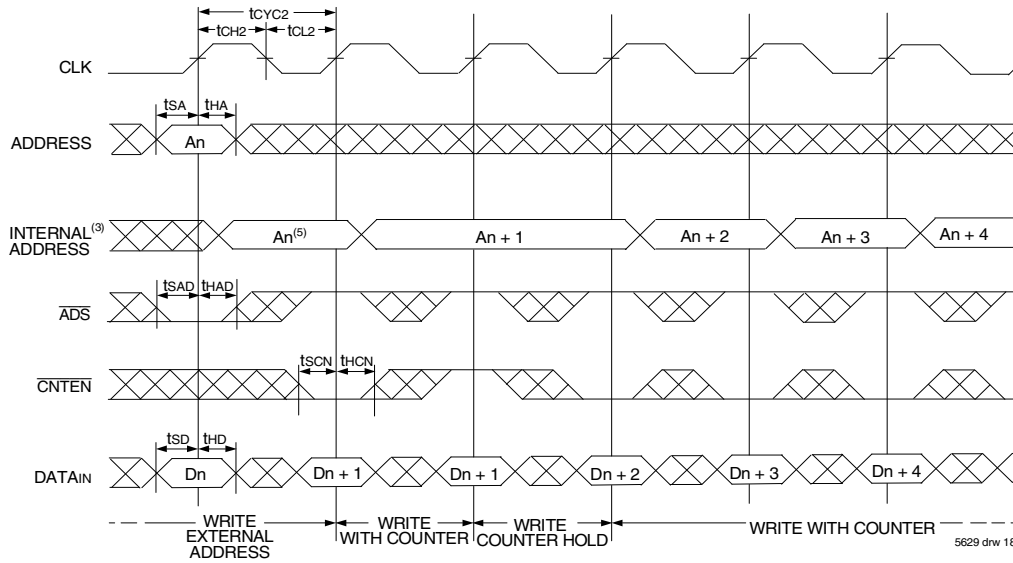 tCYC2
tCH2 tCL2
CLK
tSA tHA
ADDRESS An
INTERNAL(3)
ADDRESS
An(5) An + 1 An + 2 An + 3 An + 4
tSAD tHAD
ADS
tSCN tHCN
CNTEN
tSD tHD
DATAIN Dn Dn + 1 Dn + 1 Dn + 2 Dn + 3 Dn + 4
WRITE
EXTERNAL
ADDRESS
WRITE
WITH COUNTER
WRITE
COUNTER HOLD
WRITE WITH COUNTER
5629 drw 18